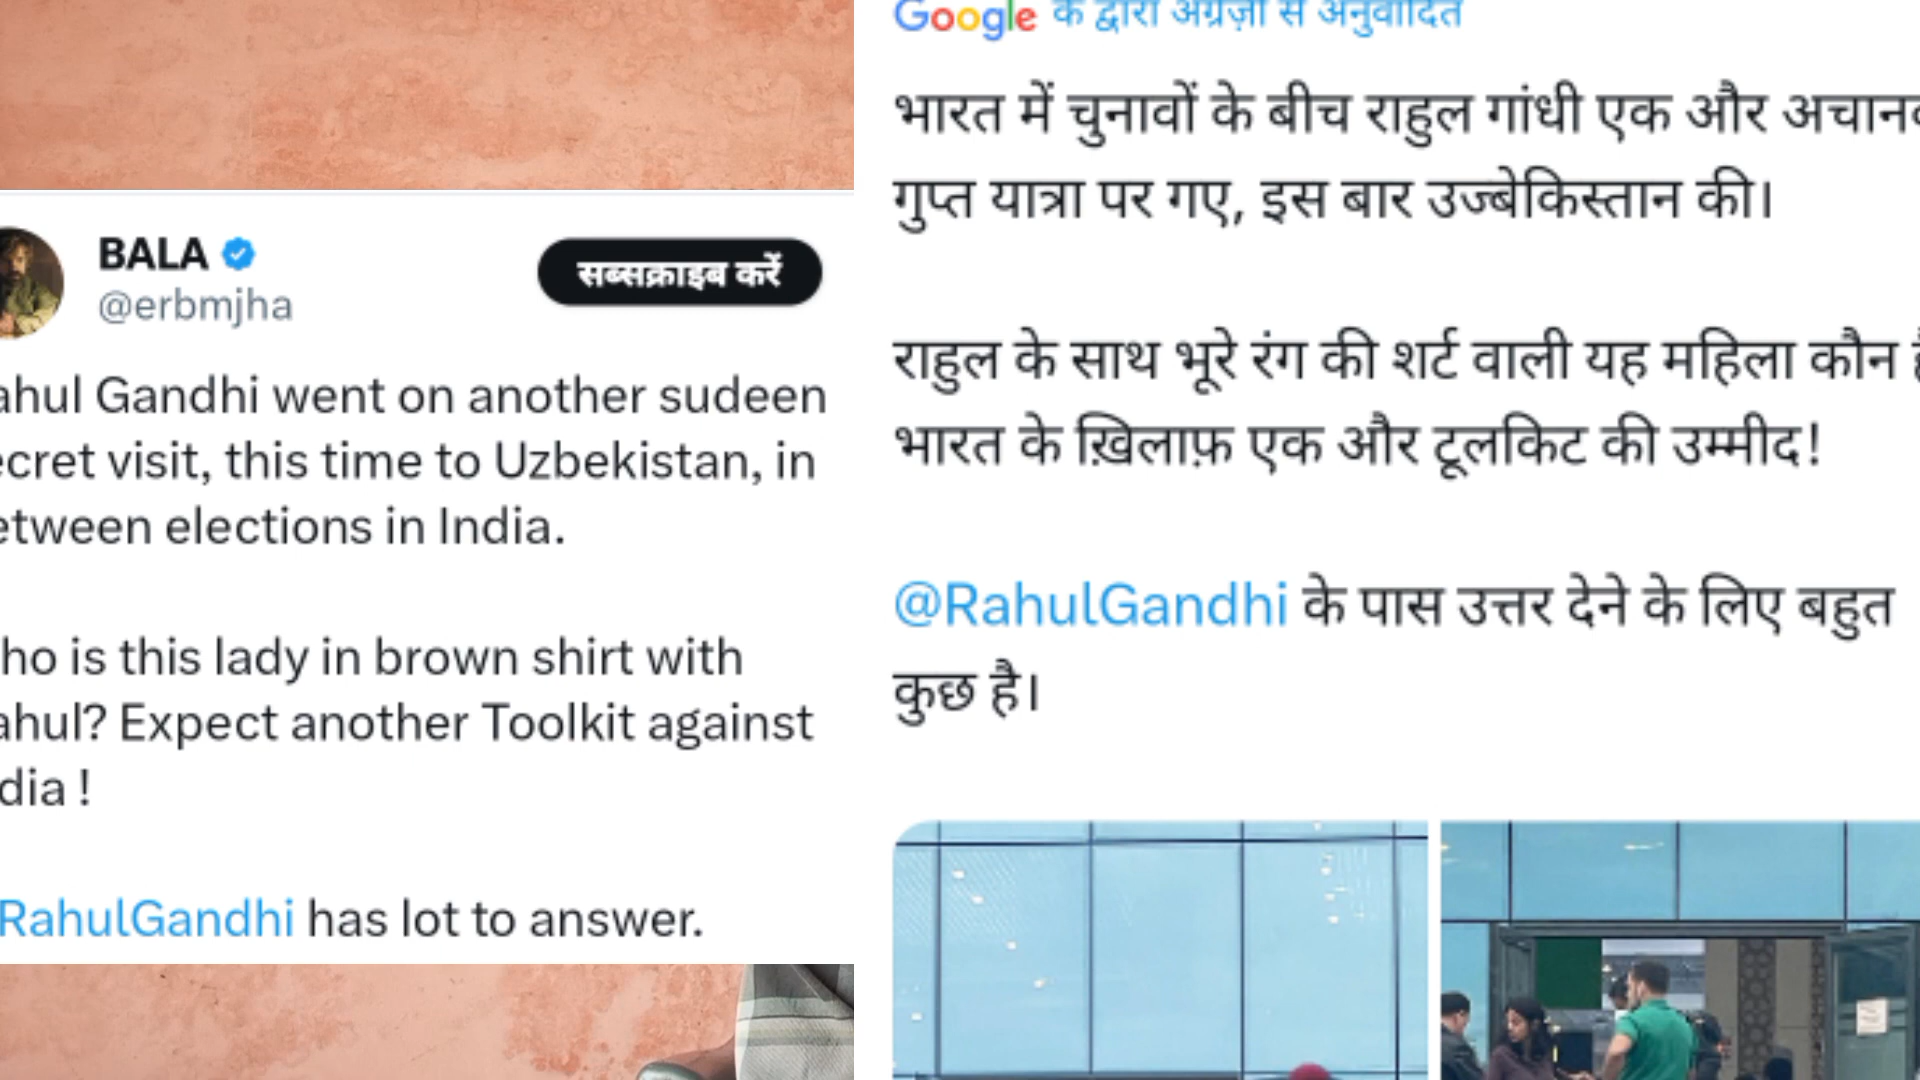 BALA
@erbmjha
सब्सक्राइब करें
ahul Gandhi went on another sudeen
ecret visit, this time to Uzbekistan, in
etween elections in India.
ho is this lady in brown shirt with
ahul? Expect another Toolkit against
dia !
RahulGandhi has lot to answer.
Google के द्वारा अंग्रेज़ी से अनुवादित
भारत में चुनावों के बीच राहुल गांधी एक और अचानक
गुप्त यात्रा पर गए, इस बार उज्बेकिस्तान की।
राहुल के साथ भूरे रंग की शर्ट वाली यह महिला कौन है
भारत के ख़िलाफ़ एक और टूलकिट की उम्मीद!
@RahulGandhi के पास उत्तर देने के लिए बहुत
कुछ है।